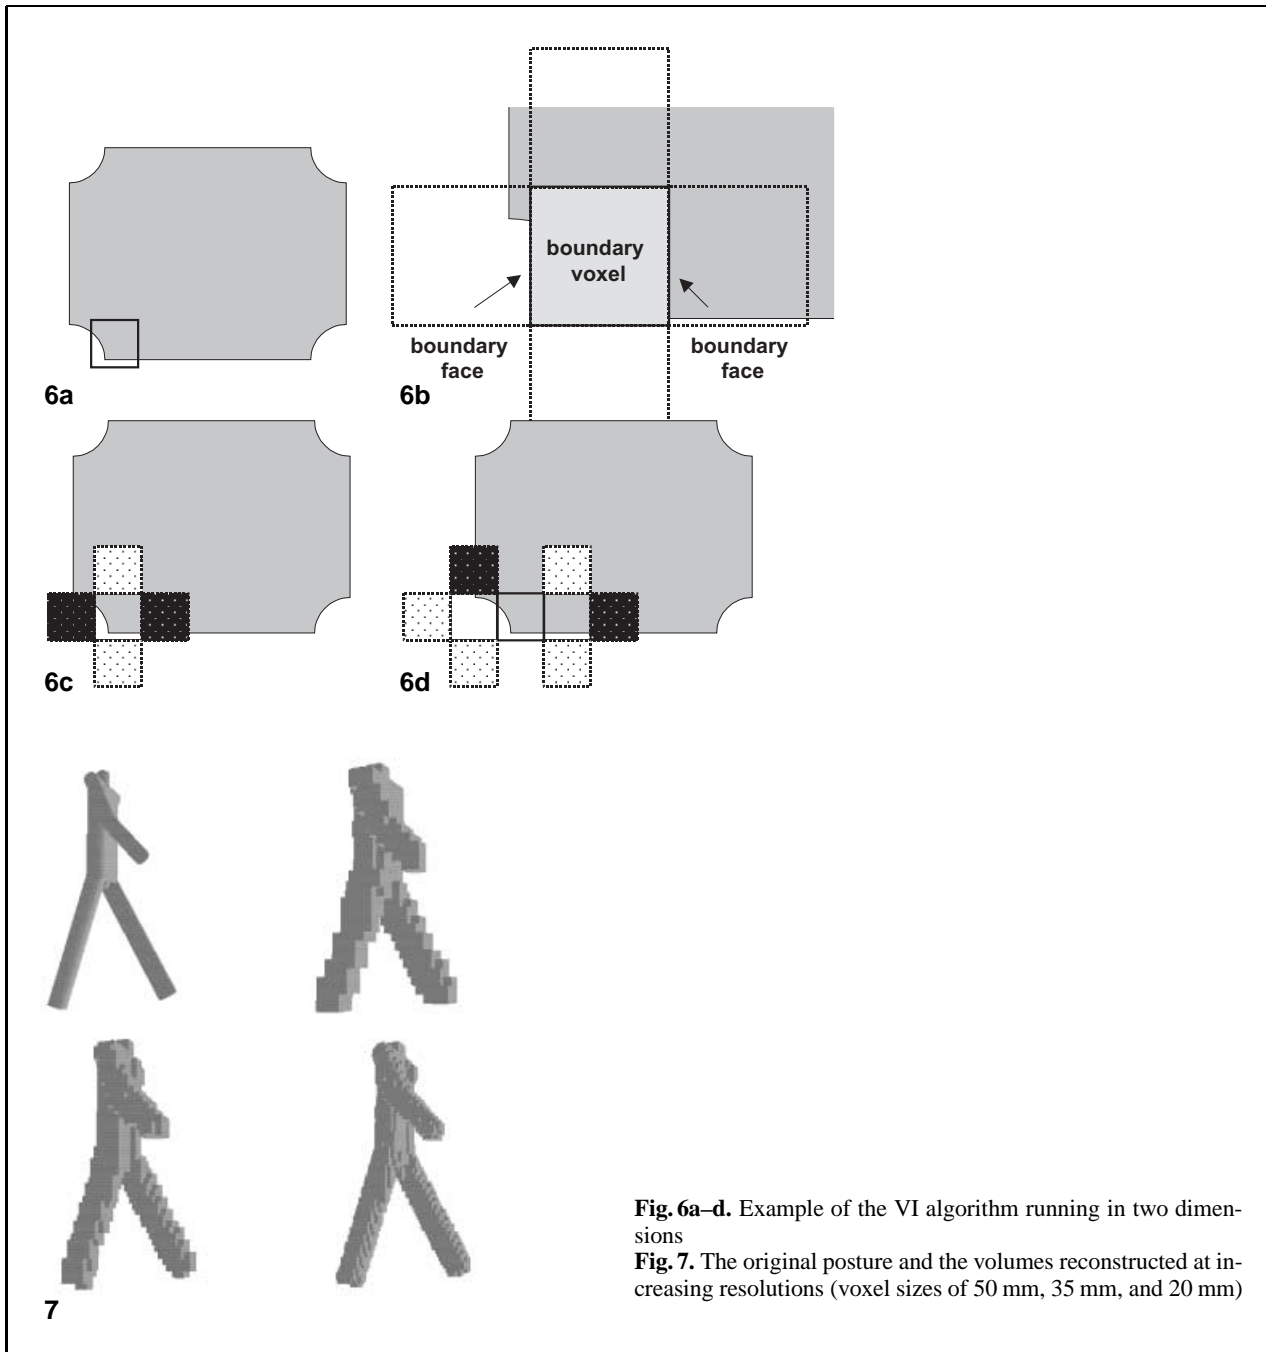 boundary
voxel
boundary
face
boundary
face
6a
6b
6c
6d
7
Fig. 6a–d. Example of the VI algorithm running in two dimen-
sions
Fig. 7. The original posture and the volumes reconstructed at in-
creasing resolutions (voxel sizes of 50 mm, 35 mm, and 20 mm)